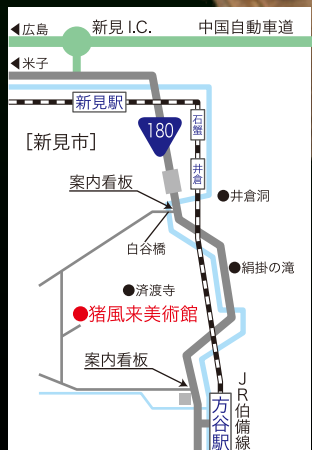 ◀広島
新見 I.C.
中国自動車道
◀米子
新見駅
石蟹
180
[新見市]
井倉
案内看板
●井倉洞
白谷橋
●絹掛の滝
●済渡寺
●猪風来美術館
案内看板
JR伯備線
方谷駅